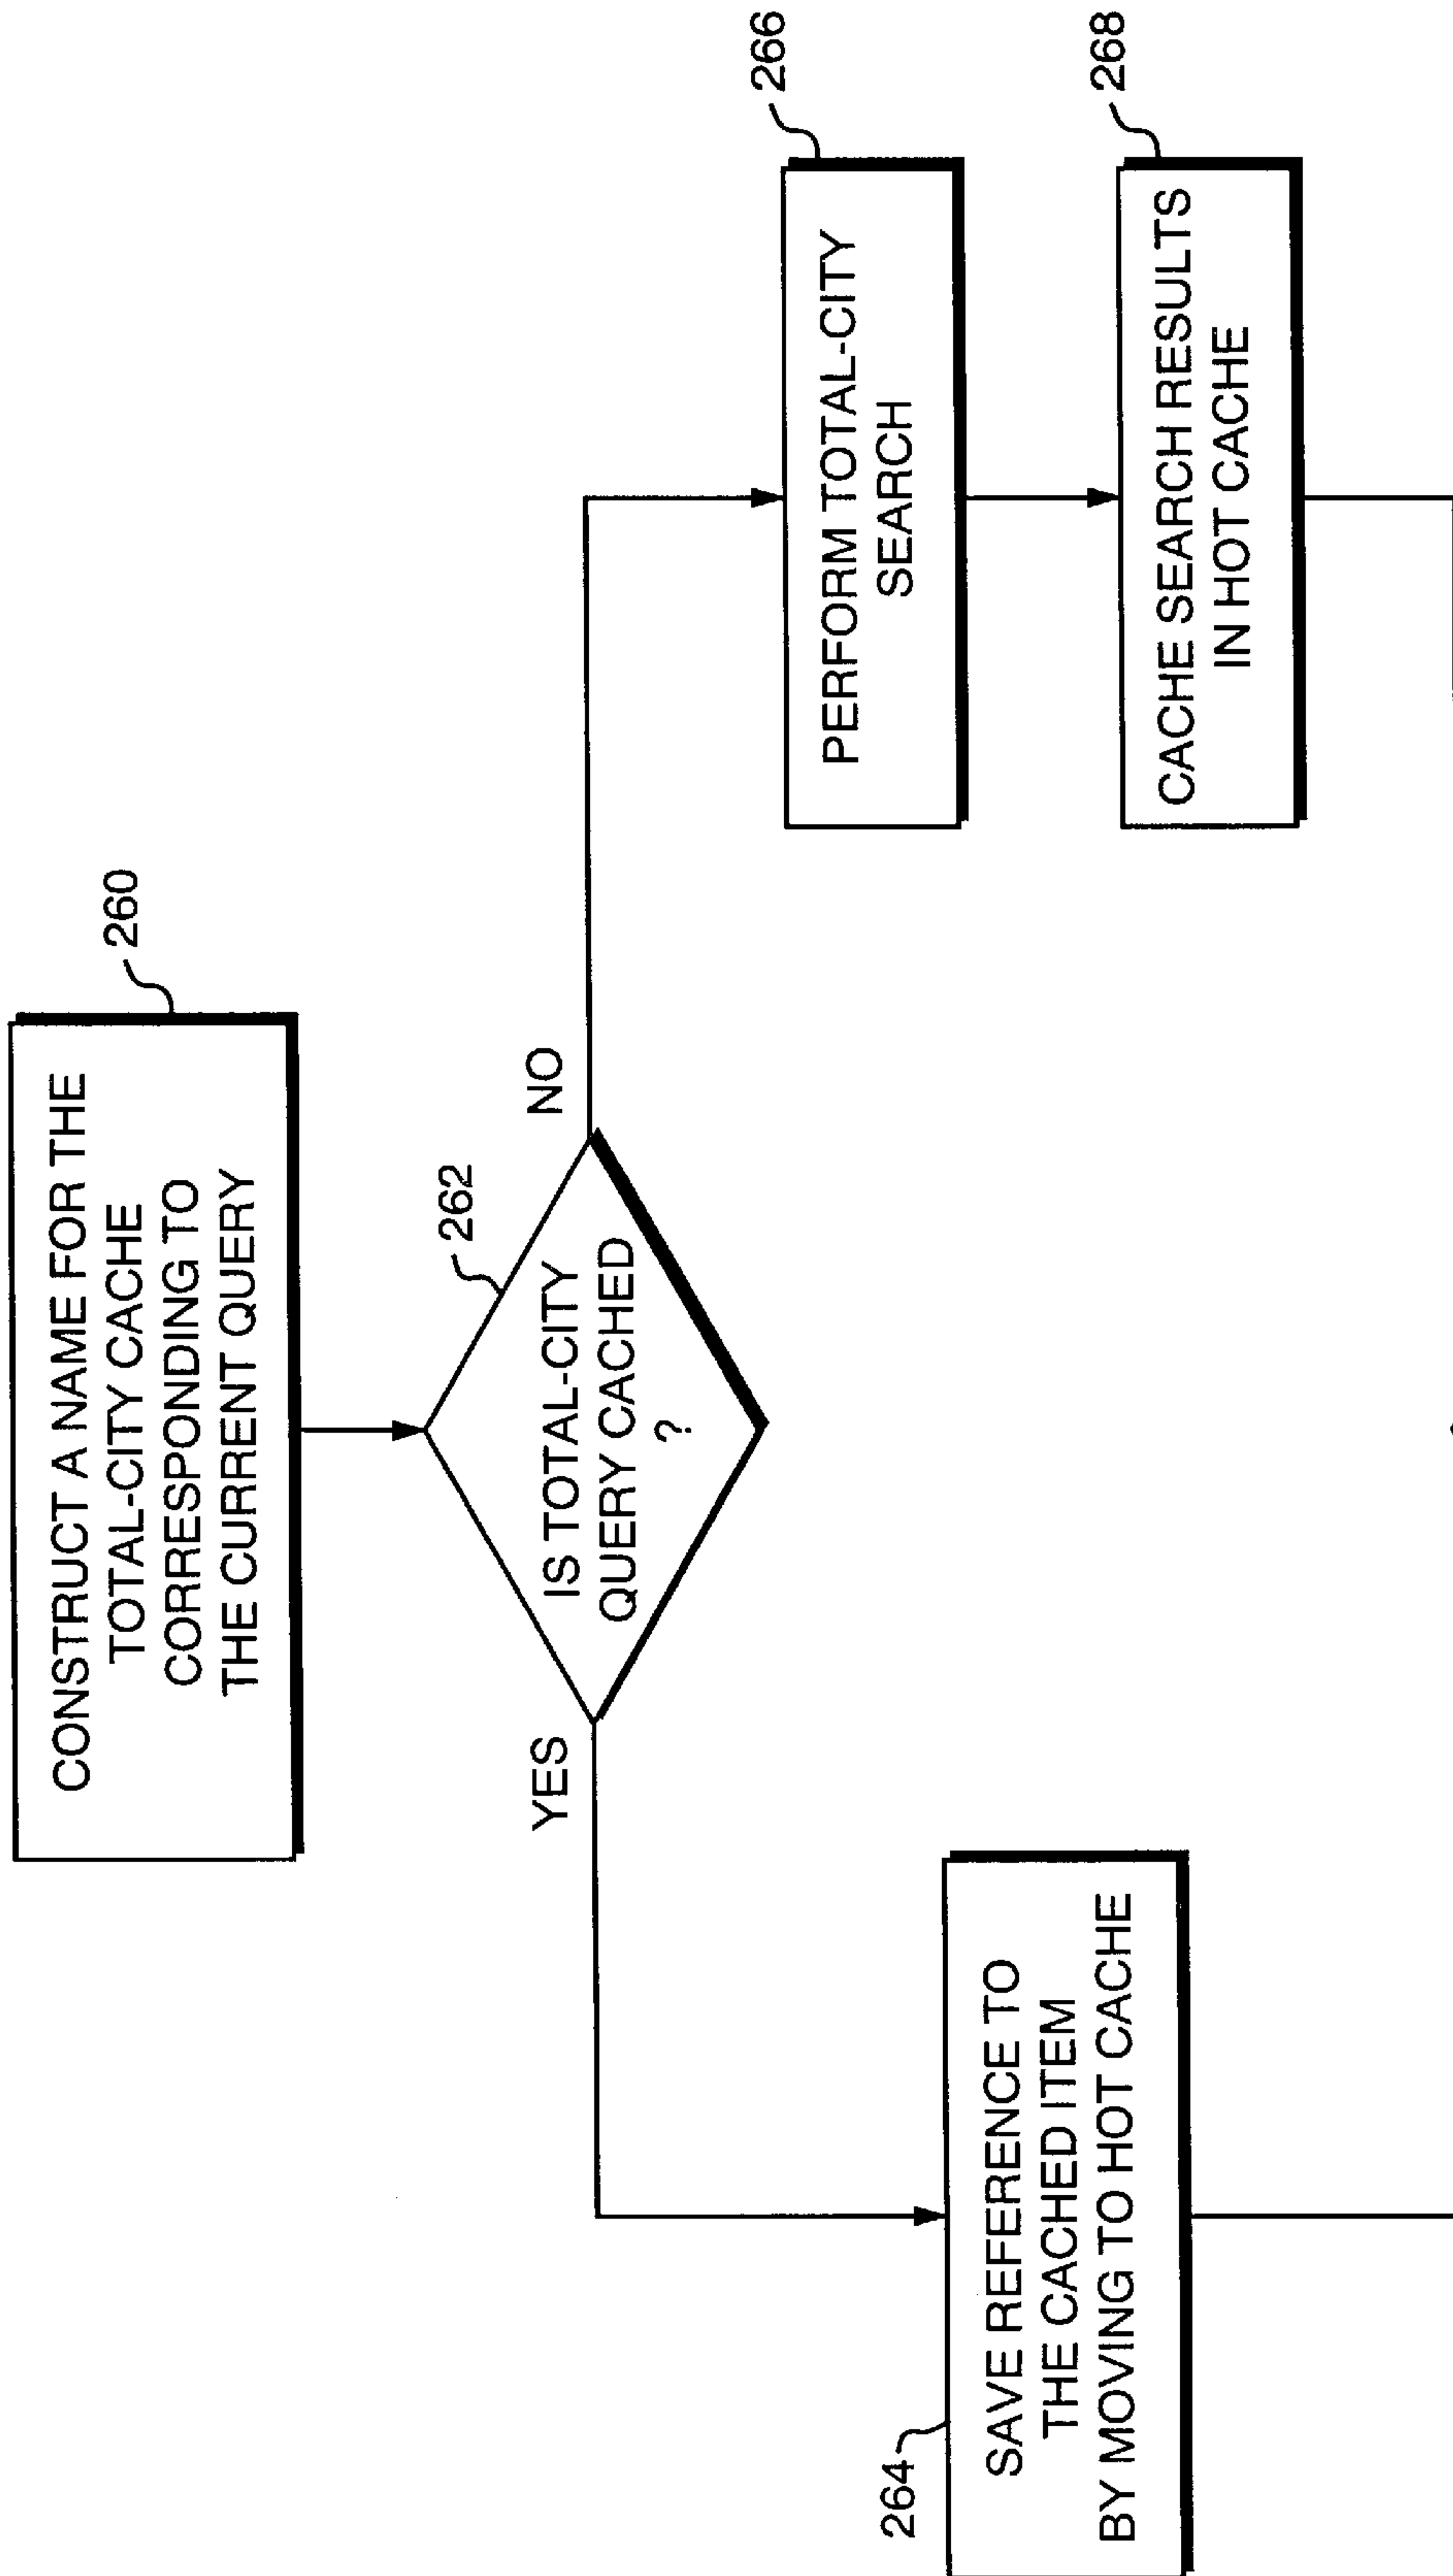 CONSTRUCT A NAME FOR THE
TOTAL-CITY CACHE
CORRESPONDING TO
THE CURRENT QUERY
260
262
IS TOTAL-CITY
QUERY CACHED
?
YES
NO
264
SAVE REFERENCE TO
THE CACHED ITEM
BY MOVING TO HOT CACHE
266
PERFORM TOTAL-CITY
SEARCH
268
CACHE SEARCH RESULTS
IN HOT CACHE